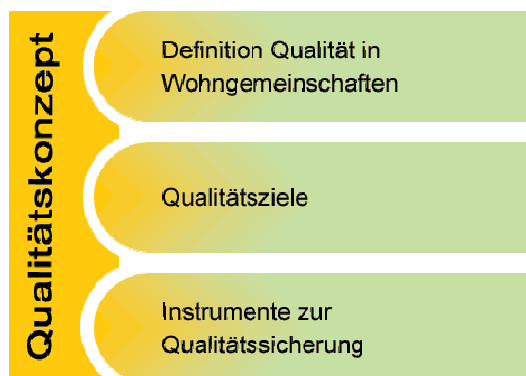 Qualitätskonzept
Definition Qualität in
Wohngemeinschaften
Qualitätsziele
Instrumente zur
Qualitätssicherung